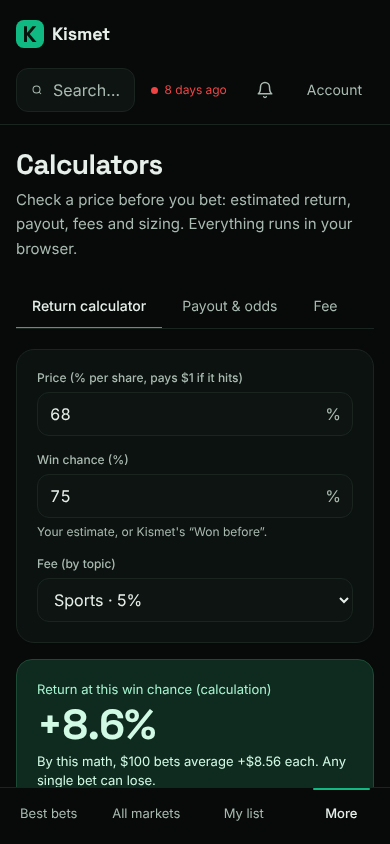 K Kismet
Search... 8 days ago Account
Calculators
Check a price before you bet: estimated return,
payout, fees and sizing. Everything runs in your
browser.
Return calculator Payout & odds Fee
Price (% per share, pays $1 if it hits)
68 %
Win chance (%)
75 %
Your estimate, or Kismet's “Won before”.
Fee (by topic)
Sports · 5%
Return at this win chance (calculation)
+8.6%
By this math, $100 bets average +$8.56 each. Any
single bet can lose.
Best bets All markets My list More